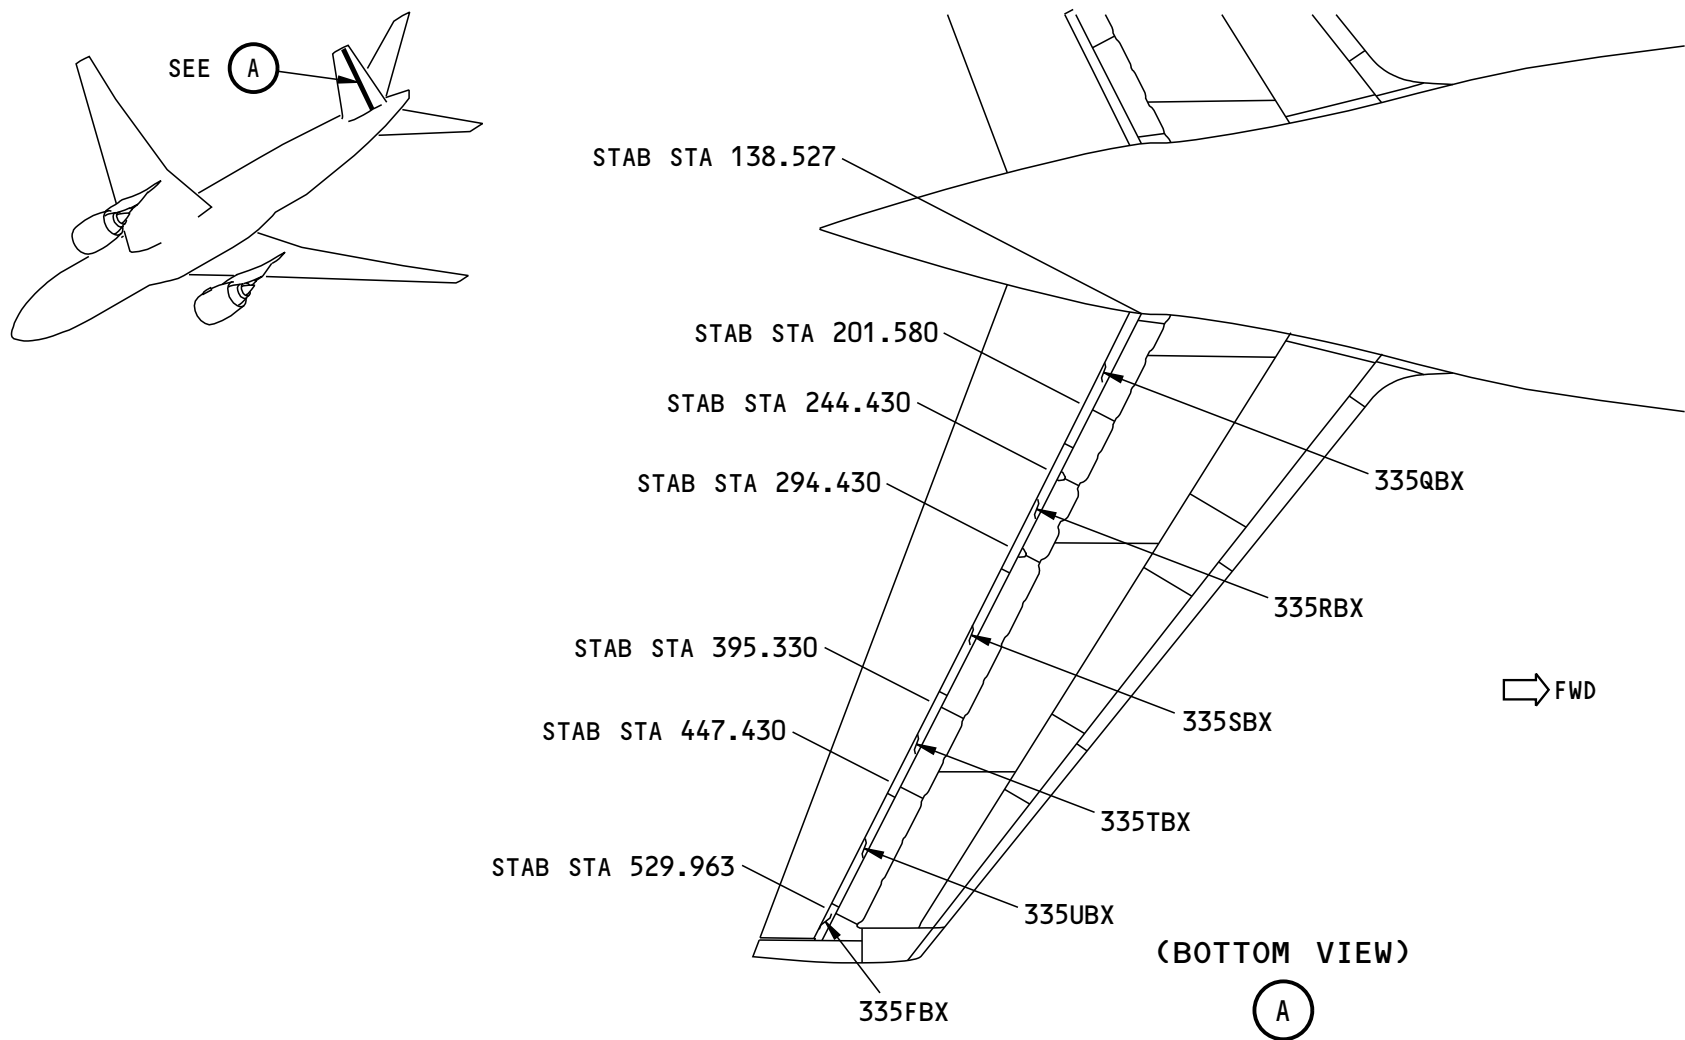 SEE A
STAB STA 138.527
STAB STA 201.580
STAB STA 244.430
STAB STA 294.430
335QBX
335RBX
STAB STA 395.330
FWD
335SBX
STAB STA 447.430
335TBX
STAB STA 529.963
335UBX
(BOTTOM VIEW)
335FBX
A